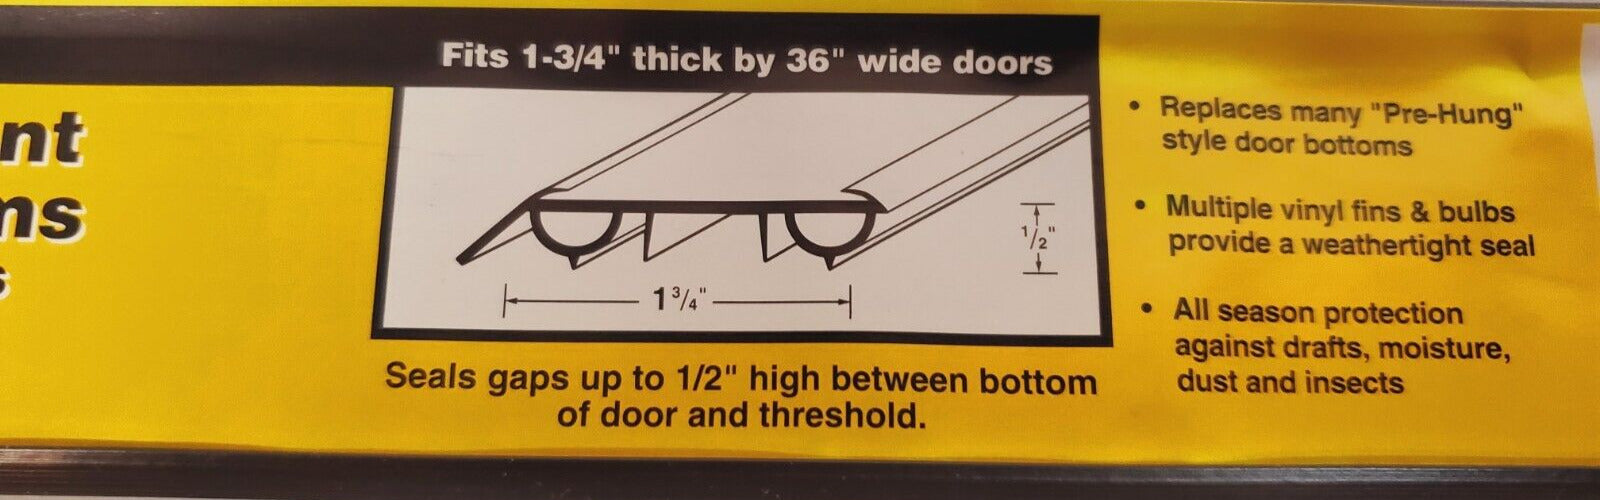 Fits 1-3/4" thick by 36" wide doors
nt
ms
s
1/2"
1 3/4"
Seals gaps up to 1/2" high between bottom
of door and threshold.
• Replaces many "Pre-Hung"
style door bottoms
• Multiple vinyl fins & bulbs
provide a weathertight seal
• All season protection
against drafts, moisture,
dust and insects